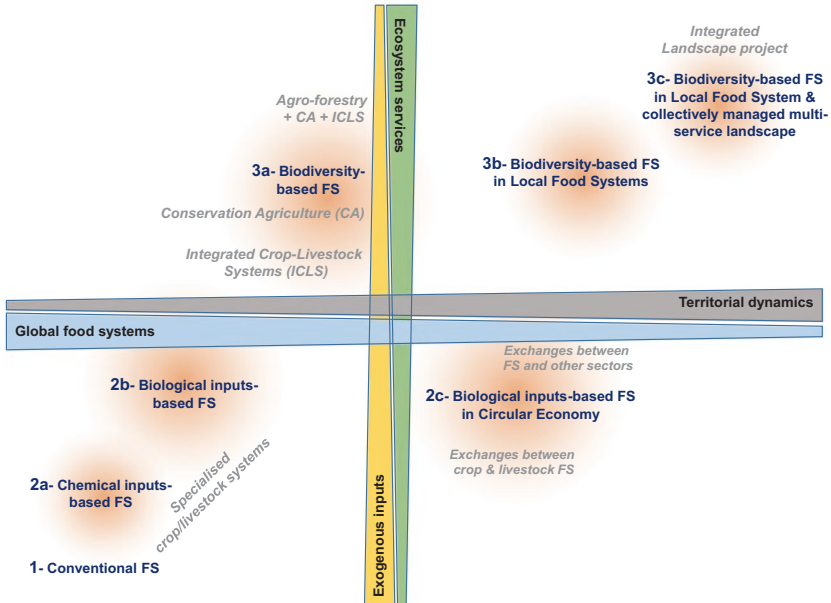 Ecosystem services
Integrated
Landscape project
3c- Biodiversity-based FS
in Local Food System &
collectively managed multi-
service landscape
Agro-forestry
+ CA + ICLS
3a- Biodiversity-
based FS
3b- Biodiversity-based FS
in Local Food Systems
Conservation Agriculture (CA)
Integrated Crop-Livestock
Systems (ICLS)
Territorial dynamics
Global food systems
Exchanges between
FS and other sectors
2b- Biological inputs-
based FS
2c- Biological inputs-based FS
in Circular Economy
Exchanges between
crop & livestock FS
Specialised
crop/livestock systems
2a- Chemical inputs-
based FS
Exogenous inputs
1- Conventional FS